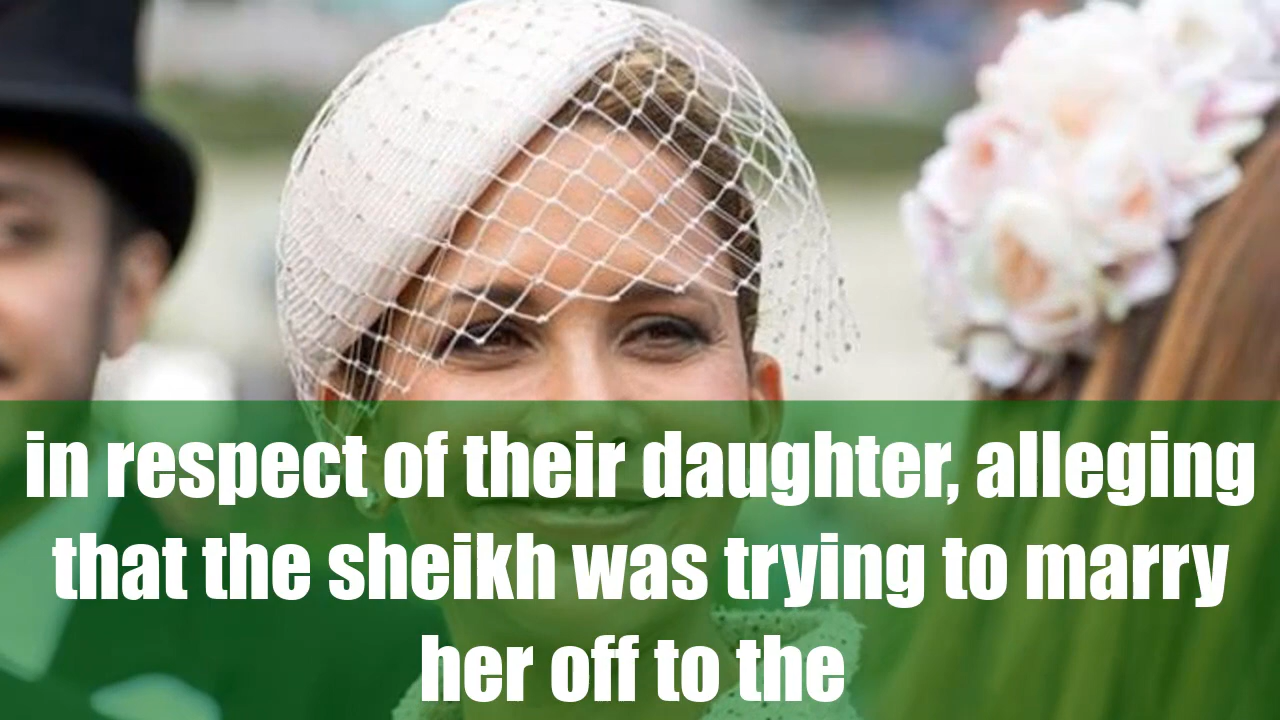 in respect of their daughter, alleging
that the sheikh was trying to marry
her off to the